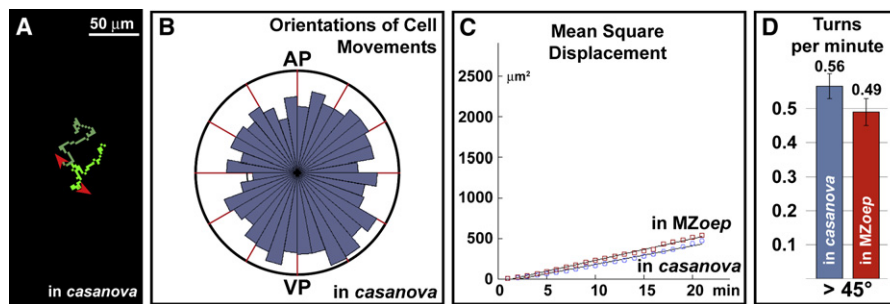 A
50 μm
in casanova
B
Orientations of Cell
Movements
AP
VP
in casanova
C
Mean Square
Displacement
μm²
2500
2000
1500
1000
500
0
0
5
10
15
20
min
in MZoep
in casanova
D
Turns
per minute
0.56
0.49
0.5
0.4
0.3
0.2
0.1
in casanova
in MZoep
> 45°